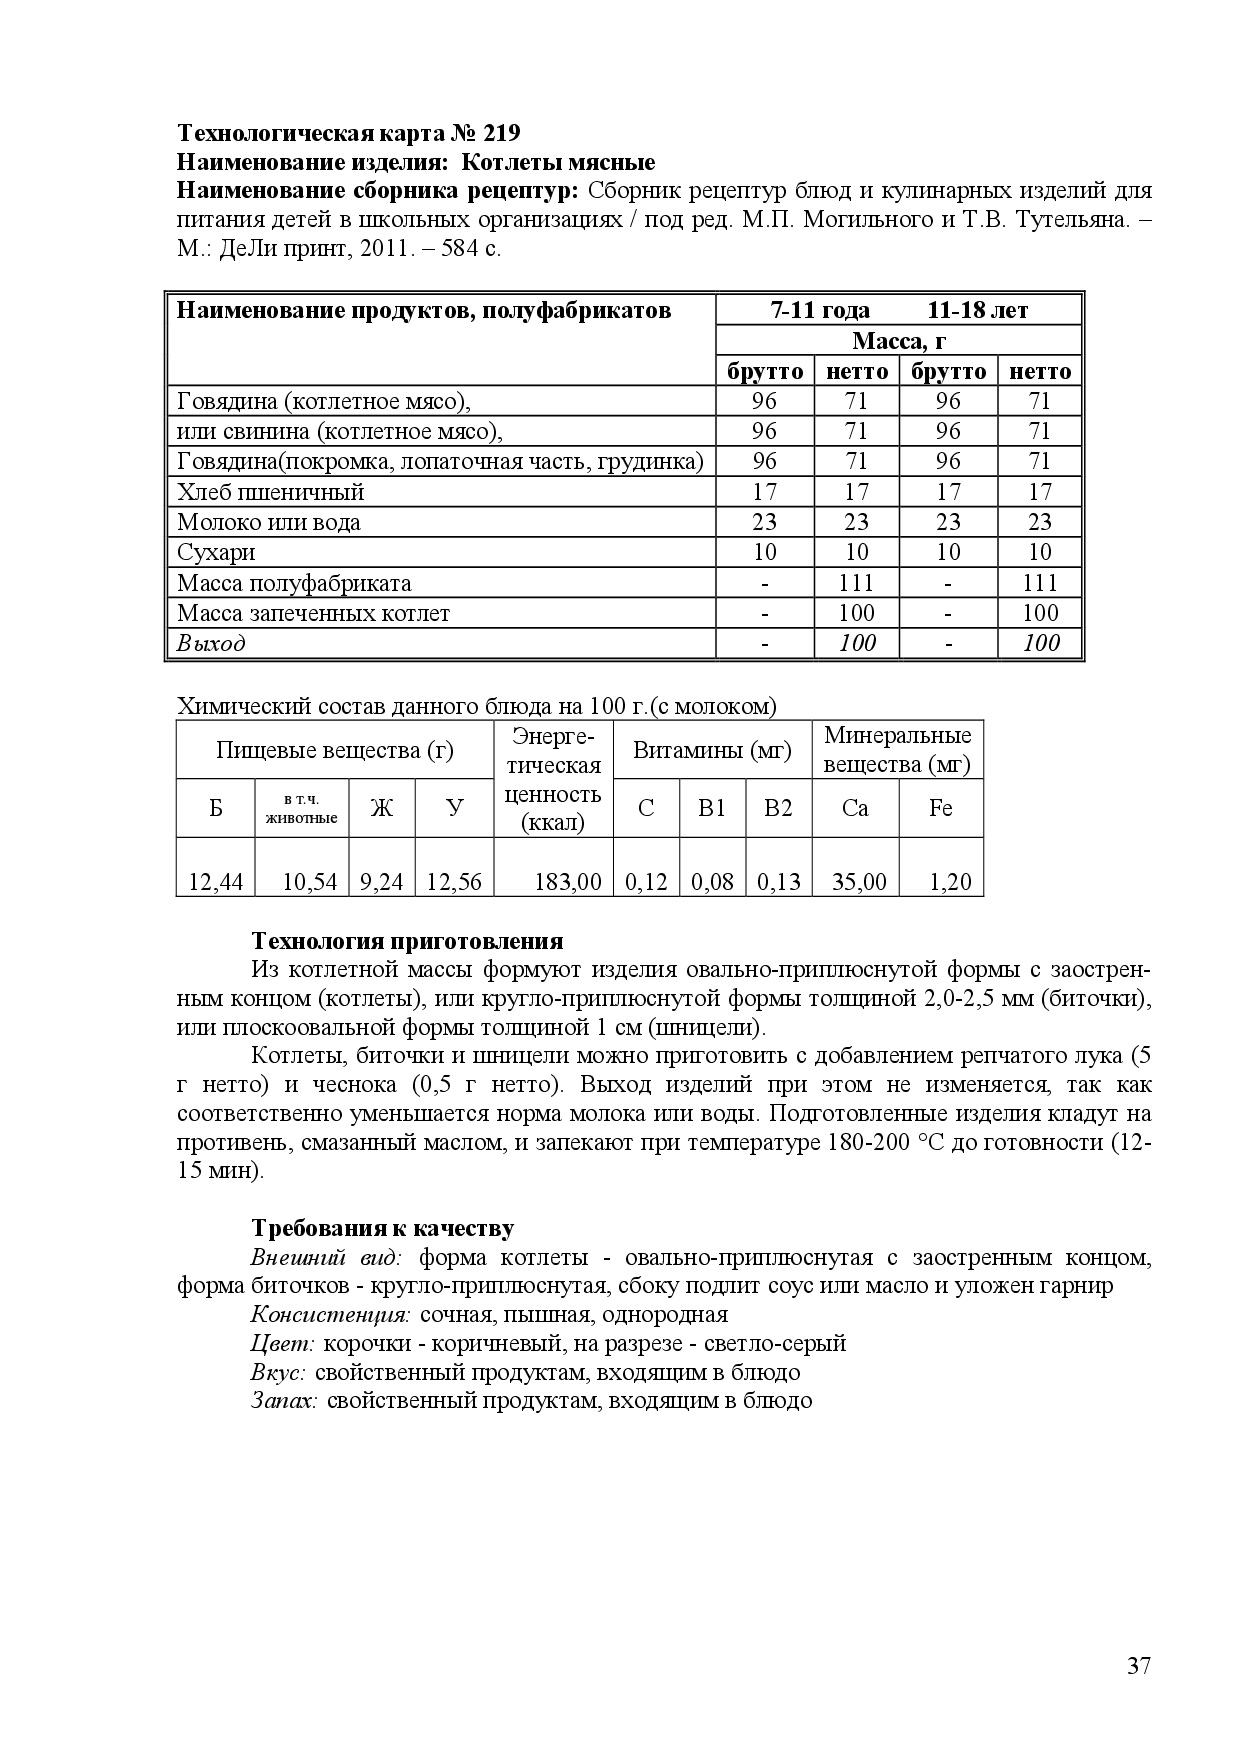 Технологическая карта № 219
Наименование изделия: Котлеты мясные
Наименование сборника рецептур: Сборник рецептур блюд и кулинарных изделий для
питания детей в школьных организациях / под ред. М.П. Могильного и Т.В. Тутельяна. –
М.: ДеЛи принт, 2011. – 584 с.
Наименование продуктов, полуфабрикатов 7-11 года 11-18 лет
Масса, г
брутто нетто брутто нетто
Говядина (котлетное мясо), 96 71 96 71
или свинина (котлетное мясо), 96 71 96 71
Говядина(покромка, лопаточная часть, грудинка) 96 71 96 71
Хлеб пшеничный 17 17 17 17
Молоко или вода 23 23 23 23
Сухари 10 10 10 10
Масса полуфабриката - 111 - 111
Масса запеченных котлет - 100 - 100
Выход - 100 - 100
Химический состав данного блюда на 100 г.(с молоком)
Пищевые вещества (г) Энерге-
тическая
ценность
(ккал) Витамины (мг) Минеральные
вещества (мг)
Б в т.ч.
животные Ж У С В1 В2 Ca Fe
12,44 10,54 9,24 12,56 183,00 0,12 0,08 0,13 35,00 1,20
Технология приготовления
Из котлетной массы формуют изделия овально-приплюснутой формы с заострен-
ным концом (котлеты), или кругло-приплюснутой формы толщиной 2,0-2,5 мм (биточки),
или плоскоовальной формы толщиной 1 см (шницели).
Котлеты, биточки и шницели можно приготовить с добавлением репчатого лука (5
г нетто) и чеснока (0,5 г нетто). Выход изделий при этом не изменяется, так как
соответственно уменьшается норма молока или воды. Подготовленные изделия кладут на
противень, смазанный маслом, и запекают при температуре 180-200 °С до готовности (12-
15 мин).
Требования к качеству
Внешний вид: форма котлеты - овально-приплюснутая с заостренным концом,
форма биточков - кругло-приплюснутая, сбоку подлит соус или масло и уложен гарнир
Консистенция: сочная, пышная, однородная
Цвет: корочки - коричневый, на разрезе - светло-серый
Вкус: свойственный продуктам, входящим в блюдо
Запах: свойственный продуктам, входящим в блюдо
37